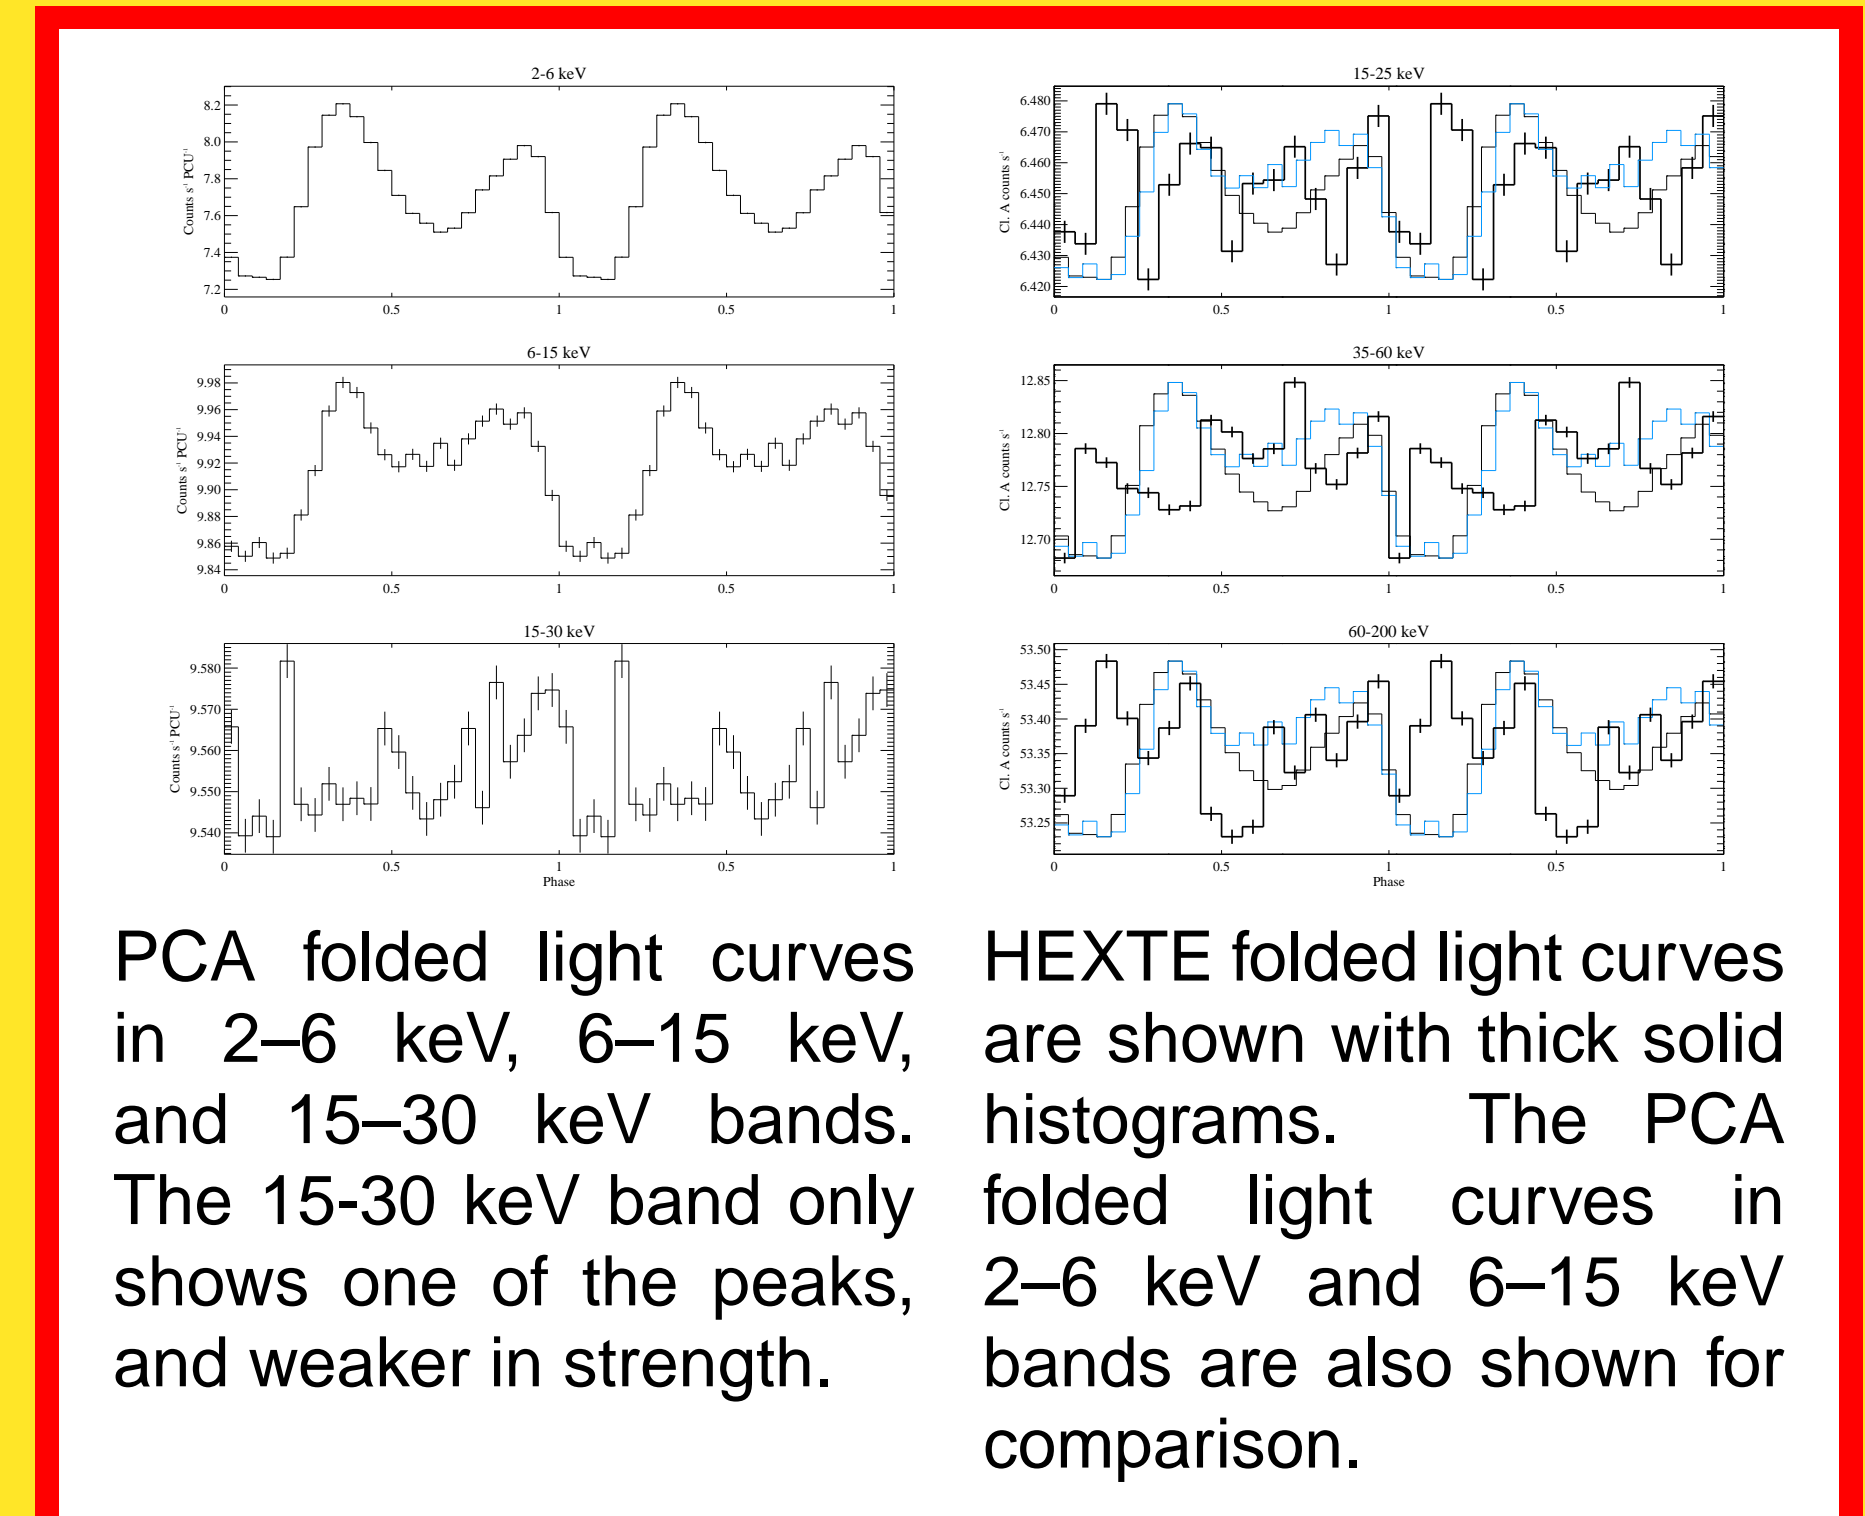 2-6 keV
8.2
8.0
7.8
7.6
7.4
7.2
Counts s⁻¹ PCU⁻¹
0 0.5 1 0.5 1
6-15 keV
9.98
9.96
9.94
9.92
9.90
9.88
9.86
9.84
Counts s⁻¹ PCU⁻¹
0 0.5 1 0.5 1
15-30 keV
9.580
9.570
9.560
9.550
9.540
Counts s⁻¹ PCU⁻¹
0 0.5 1 0.5 1
Phase
15-25 keV
6.480
6.470
6.460
6.450
6.440
6.430
6.420
Cl. A counts s⁻¹
0 0.5 1 0.5 1
35-60 keV
12.85
12.80
12.75
12.70
Cl. A counts s⁻¹
0 0.5 1 0.5 1
60-200 keV
53.50
53.45
53.40
53.35
53.30
53.25
Cl. A counts s⁻¹
0 0.5 1 0.5 1
Phase
PCA folded light curves
in 2–6 keV, 6–15 keV,
and 15–30 keV bands.
The 15-30 keV band only
shows one of the peaks,
and weaker in strength.
HEXTE folded light curves
are shown with thick solid
histograms. The PCA
folded light curves in
2–6 keV and 6–15 keV
bands are also shown for
comparison.